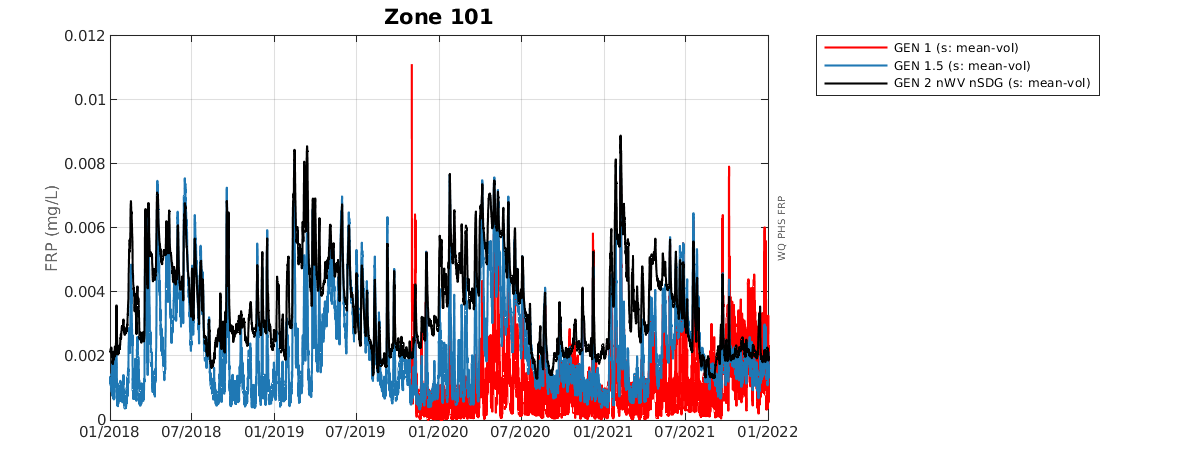 Zone 101
0.012
0.01
0.008
0.006
0.004
0.002
0
FRP (mg/L)
01/2018
07/2018
01/2019
07/2019
01/2020
07/2020
01/2021
07/2021
01/2022
WQ PHS FRP
GEN 1 (s: mean-vol)
GEN 1.5 (s: mean-vol)
GEN 2 nWV nSDG (s: mean-vol)